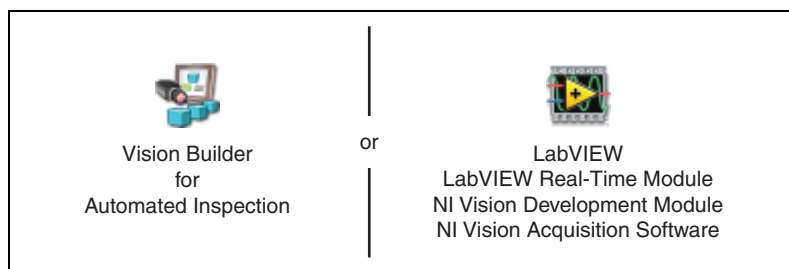 Vision Builder
for
Automated Inspection
or
LabVIEW
LabVIEW Real-Time Module
NI Vision Development Module
NI Vision Acquisition Software